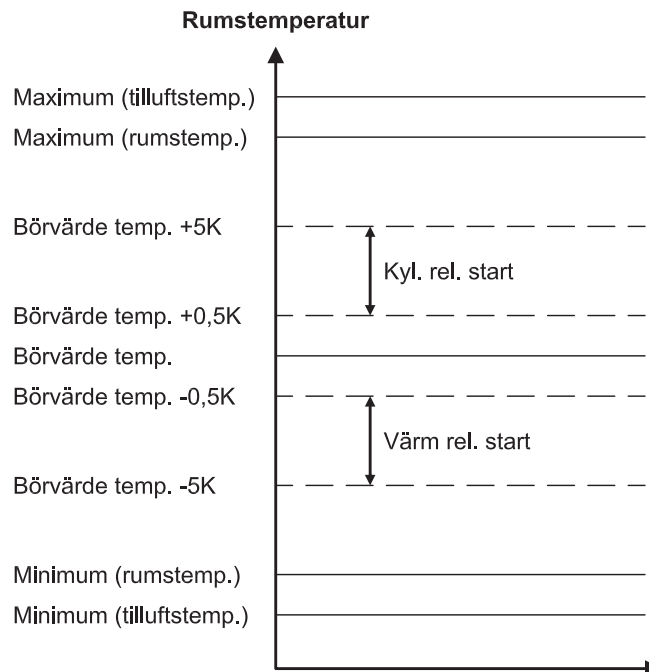 Rumstemperatur
Maximum (tilluftstemp.)
Maximum (rumstemp.)
Börvärde temp. +5K
Kyl. rel. start
Börvärde temp. +0,5K
Börvärde temp.
Börvärde temp. -0,5K
Värm rel. start
Börvärde temp. -5K
Minimum (rumstemp.)
Minimum (tilluftstemp.)